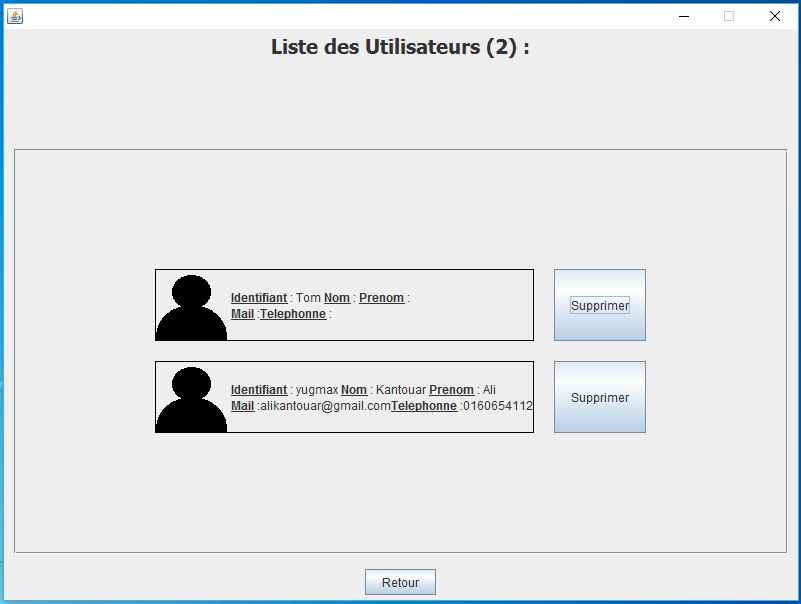 Liste des Utilisateurs (2) :
Identifiant : Tom Nom : Prenom :
Mail :Telephonne :
Supprimer
Identifiant : yugmax Nom : Kantouar Prenom : Ali
Mail :alikantouar@gmail.comTelephonne :0160654112
Supprimer
Retour